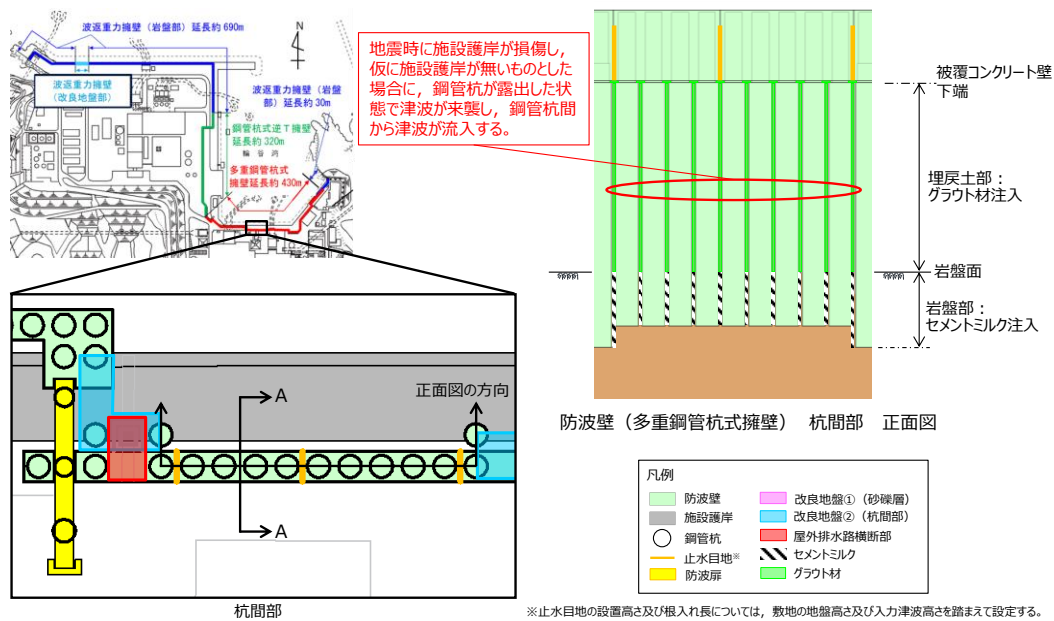 波返重力擁壁（岩盤部）延長約690m
N
波返重力擁壁
（改良地盤部）
波返重力擁壁（岩盤
部）延長約30m
鋼管杭式逆T擁壁
延長約320m
輪谷湾
多重鋼管杭式
擁壁延長約430m
地震時に施設護岸が損傷し，
仮に施設護岸が無いものとした
場合に，鋼管杭が露出した状
態で津波が来襲し，鋼管杭間
から津波が流入する。
被覆コンクリート壁
下端
埋戻土部：
グラウト材注入
岩盤面
岩盤部：
セメントミルク注入
防波壁（多重鋼管杭式擁壁）　杭間部　正面図
正面図の方向
A
A
杭間部
凡例
防波壁
施設護岸
鋼管杭
止水目地※
防波扉
改良地盤①（砂礫層）
改良地盤②（杭間部）
屋外排水路横断部
セメントミルク
グラウト材
※止水目地の設置高さ及び根入れ長については，敷地の地盤高さ及び入力津波高さを踏まえて設定する。